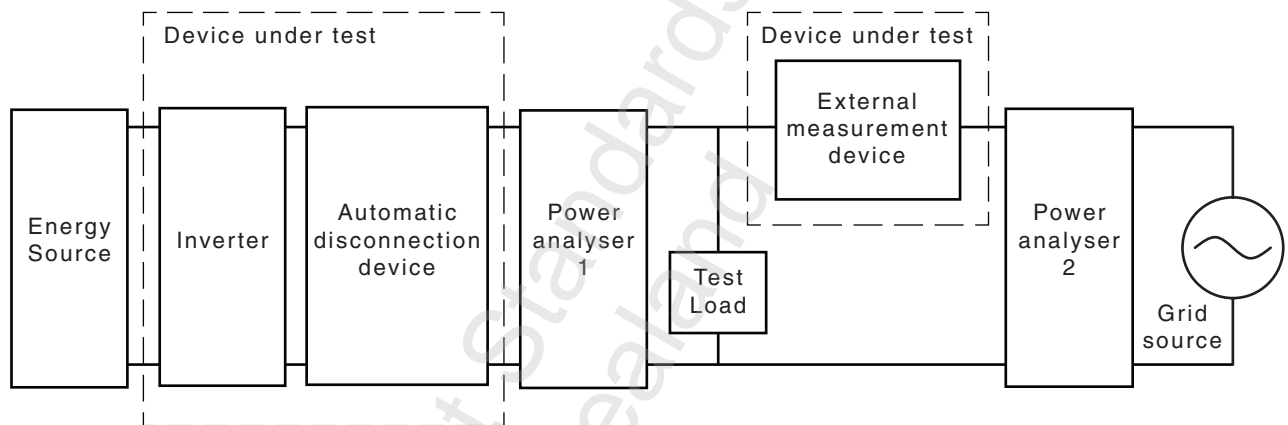 Device under test
Device under test
External
measurement
device
Energy
Source
Inverter
Automatic
disconnection
device
Power
analyser
1
Test
Load
Power
analyser
2
Grid
source